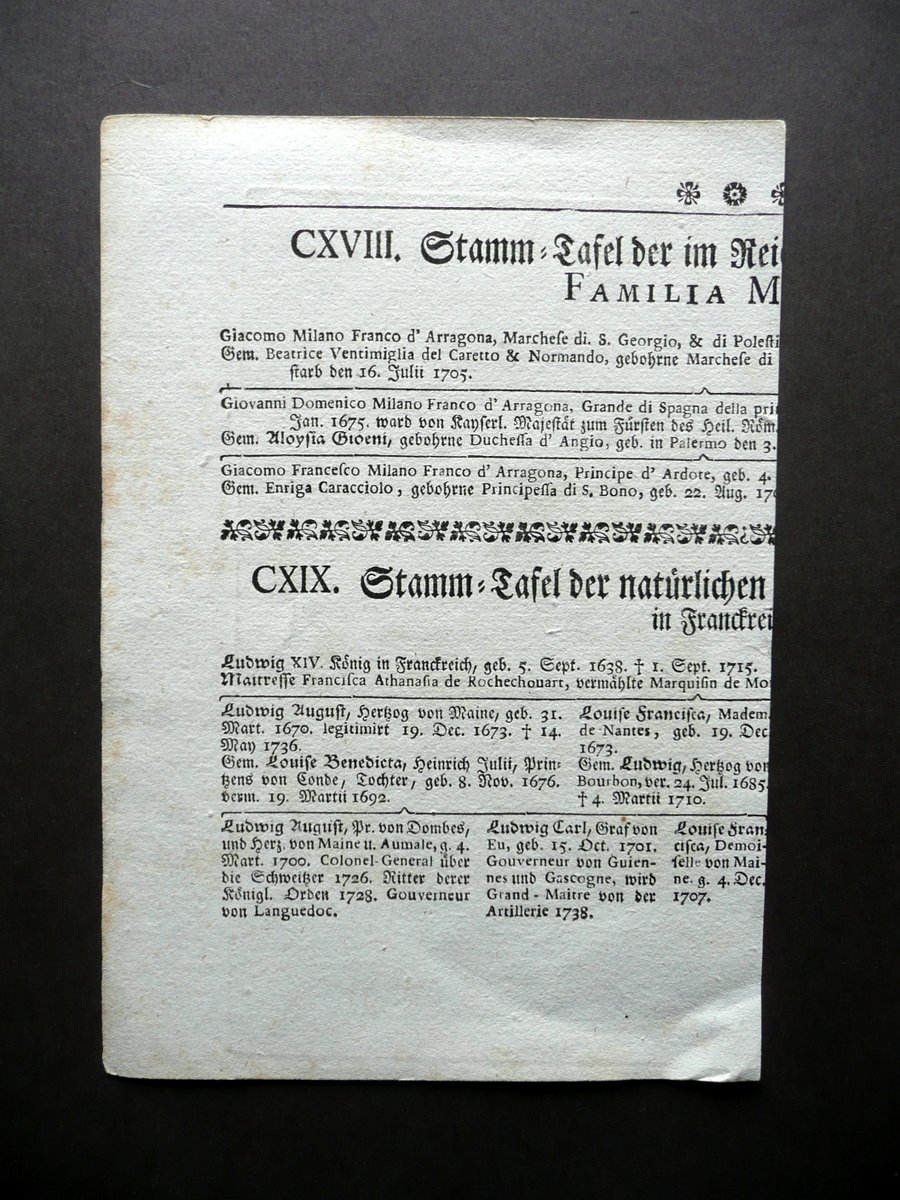 CXVIII. Stamm-Tafel der im Rei
FAMILIA M
Giacomo Milano Franco d' Arragona, Marcheſe di. S. Georgio, & di Poleſti
Gem. Beatrice Ventimiglia del Caretto & Normando, gebohrne Marcheſe di
ſtarb den 16. Julii 1705.
Giovanni Domenico Milano Franco d' Arragona, Grande di Spagna della pri
Jan. 1675. ward von Kayſerl. Majeſtät zum Fürſten des Heil. Röm.
Gem. Aloyſia Gioeni, gebohrne Ducheſſa d' Angio, geb. in Palermo den 3.
Giacomo Franceſco Milano Franco d' Arragona, Principe d' Ardore, geb. 4.
Gem. Enriga Caracciolo, gebohrne Principeſſa di S. Bono, geb. 22. Aug. 170
CXIX. Stamm-Tafel der natürlichen
in Franckrei
Ludwig XIV. König in Franckreich, geb. 5. Sept. 1638. † 1. Sept. 1715.
Maitreſſe Franciſca Athanaſia de Rochechouart, vermählte Marquiſin de Mo
Ludwig Auguſt, Hertzog von Maine, geb. 31.
Mart. 1670. legitimirt 19. Dec. 1673. † 14.
May 1736.
Gem. Louiſe Benedicta, Heinrich Julii, Prin-
tzens von Conde, Tochter, geb. 8. Nov. 1676.
verm. 19. Martii 1692.
Louiſe Franciſca, Madem.
de Nantes, geb. 19. Dec.
1673.
Gem. Ludwig, Hertzog von
Bourbon, ver. 24. Jul. 1685.
† 4. Martii 1710.
Ludwig Auguſt, Pr. von Dombes,
und Herz. von Maine u. Aumale, g. 4.
Mart. 1700. Colonel-General über
die Schweitzer 1726. Ritter derer
Königl. Orden 1728. Gouverneur
von Languedoc.
Ludwig Carl, Graf von
Eu, geb. 15. Oct. 1701.
Gouverneur von Guien-
nes und Gascogne, wird
Grand-Maitre von der
Artillerie 1738.
Louiſe Fran-
ciſca, Demoi-
ſelle von Mai-
ne. g. 4. Dec.
1707.